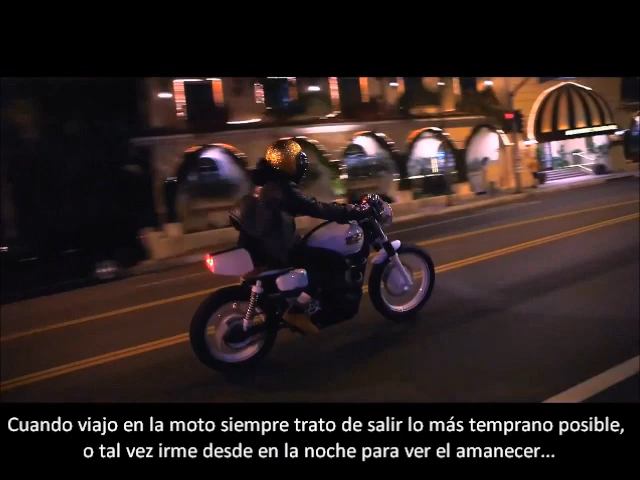 Cuando viajo en la moto siempre trato de salir lo más temprano posible,
o tal vez irme desde en la noche para ver el amanecer...